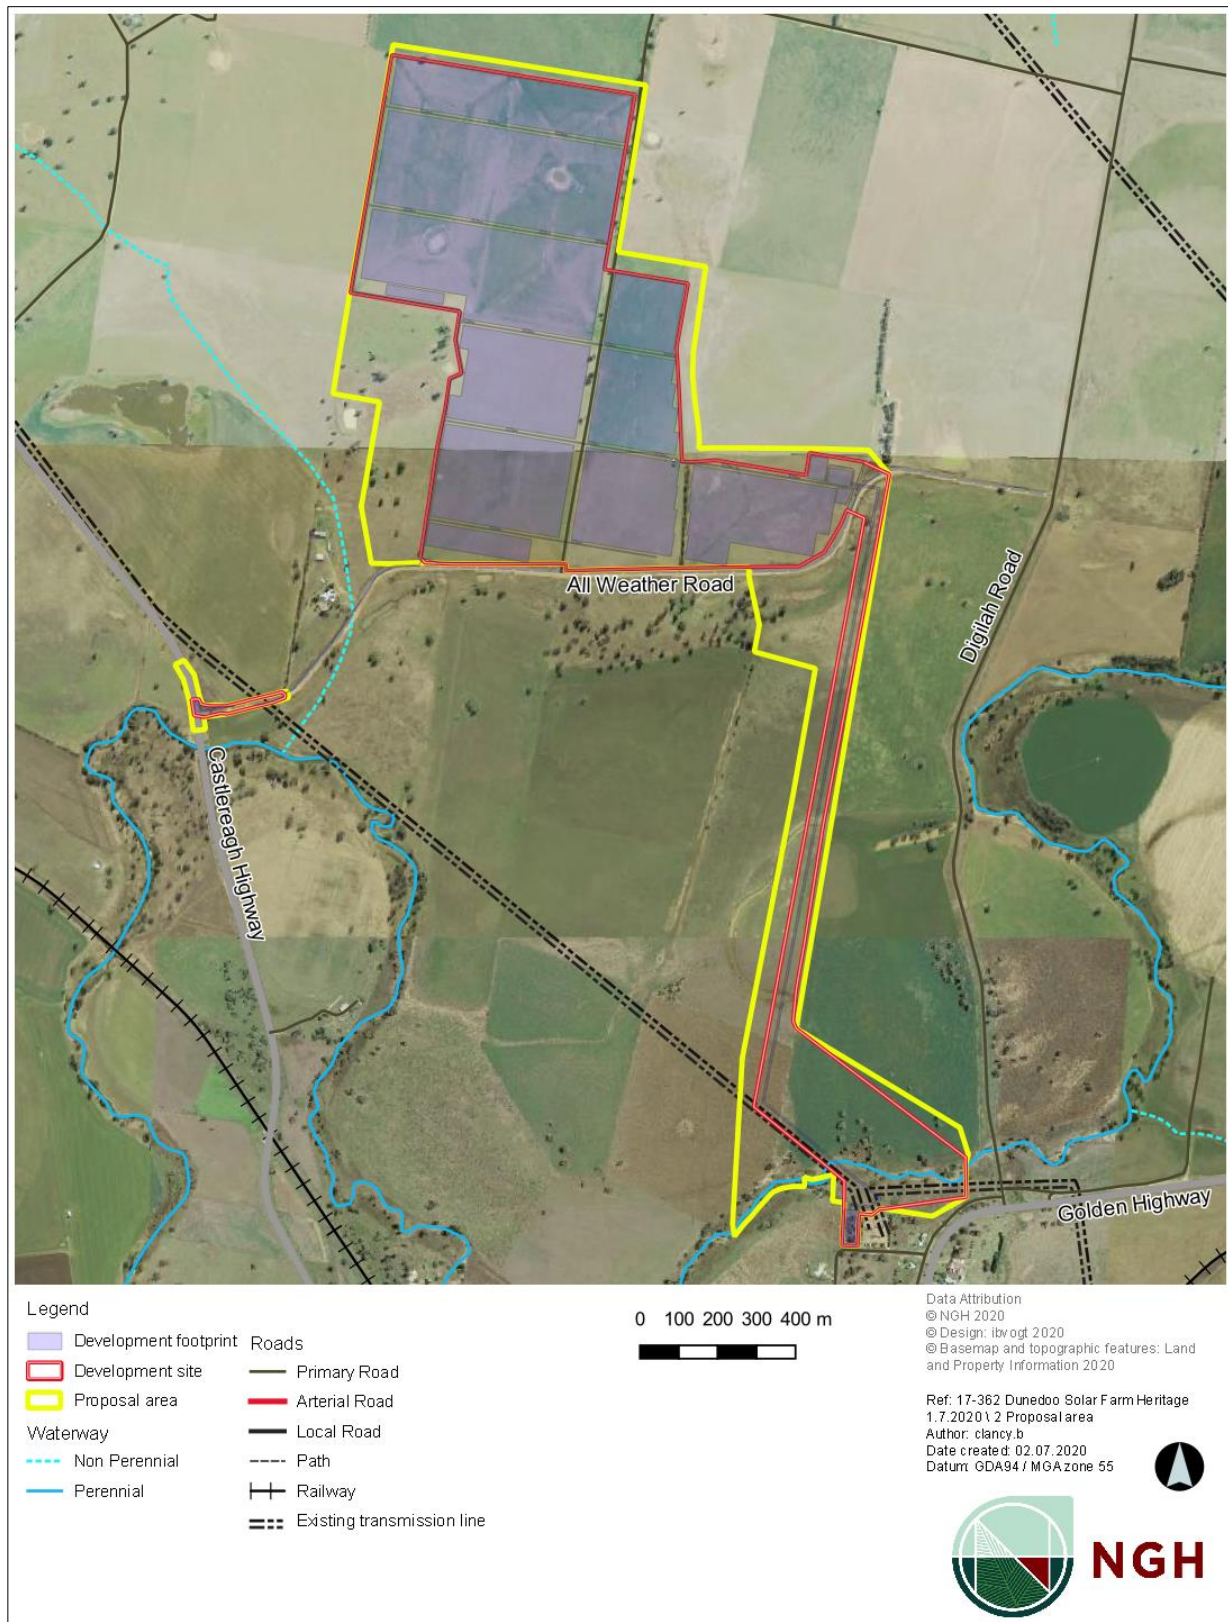 All Weather Road
Digilah Road
Castlereagh Highway
Golden Highway
Legend
Development footprint
Development site
Proposal area
Waterway
Non Perennial
Perennial
Roads
Primary Road
Arterial Road
Local Road
Path
Railway
Existing transmission line
0 100 200 300 400 m
Data Attribution
© NGH 2020
© Design: ibvogt 2020
© Basemap and topographic features: Land
and Property Information 2020
Ref: 17-362 Dunedoo Solar Farm Heritage
1.7.2020 \ 2 Proposal area
Author: clancy.b
Date created: 02.07.2020
Datum: GDA94 / MGA zone 55
NGH